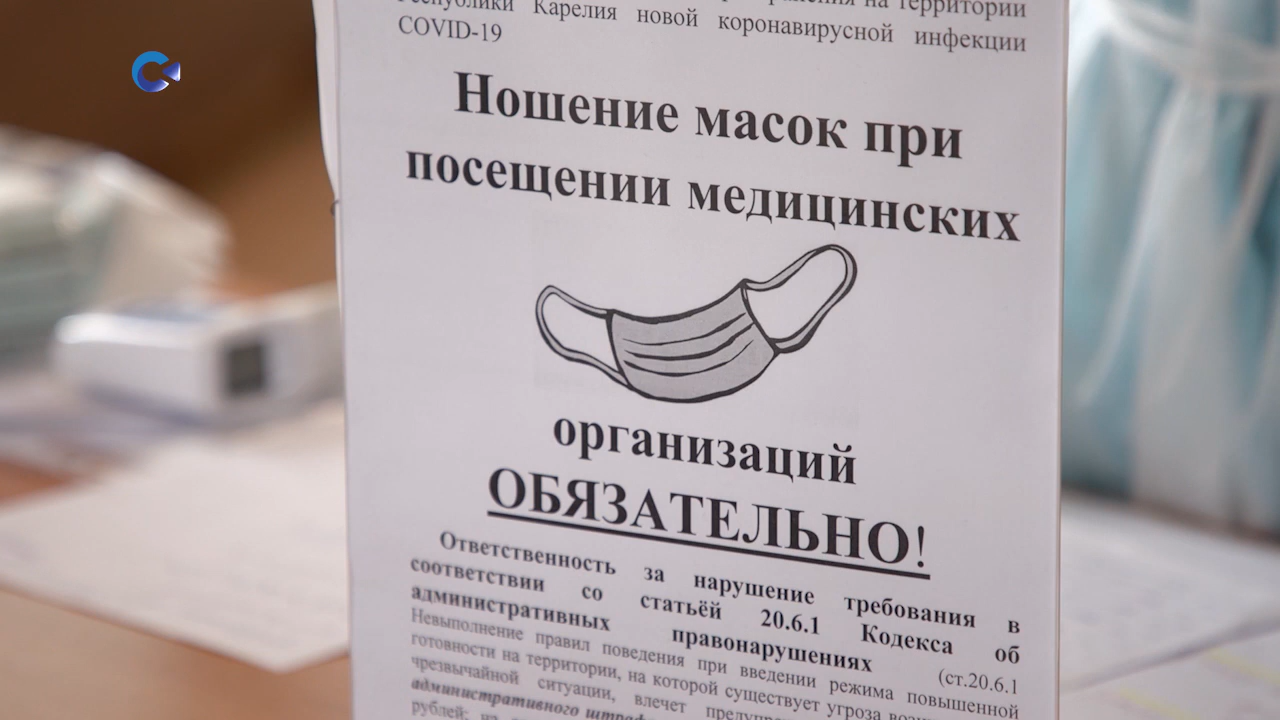 на территории
Республики Карелия новой коронавирусной инфекции
COVID-19
Ношение масок при
посещении медицинских
организаций
ОБЯЗАТЕЛЬНО!
Ответственность за нарушение требования в
соответствии со статьёй 20.6.1 Кодекса об
административных правонарушениях (ст.20.6.1
Невыполнение правил поведения при введении режима повышенной
готовности на территории, на которой существует угроза
чрезвычайной ситуации, влечет
административного
рублей;